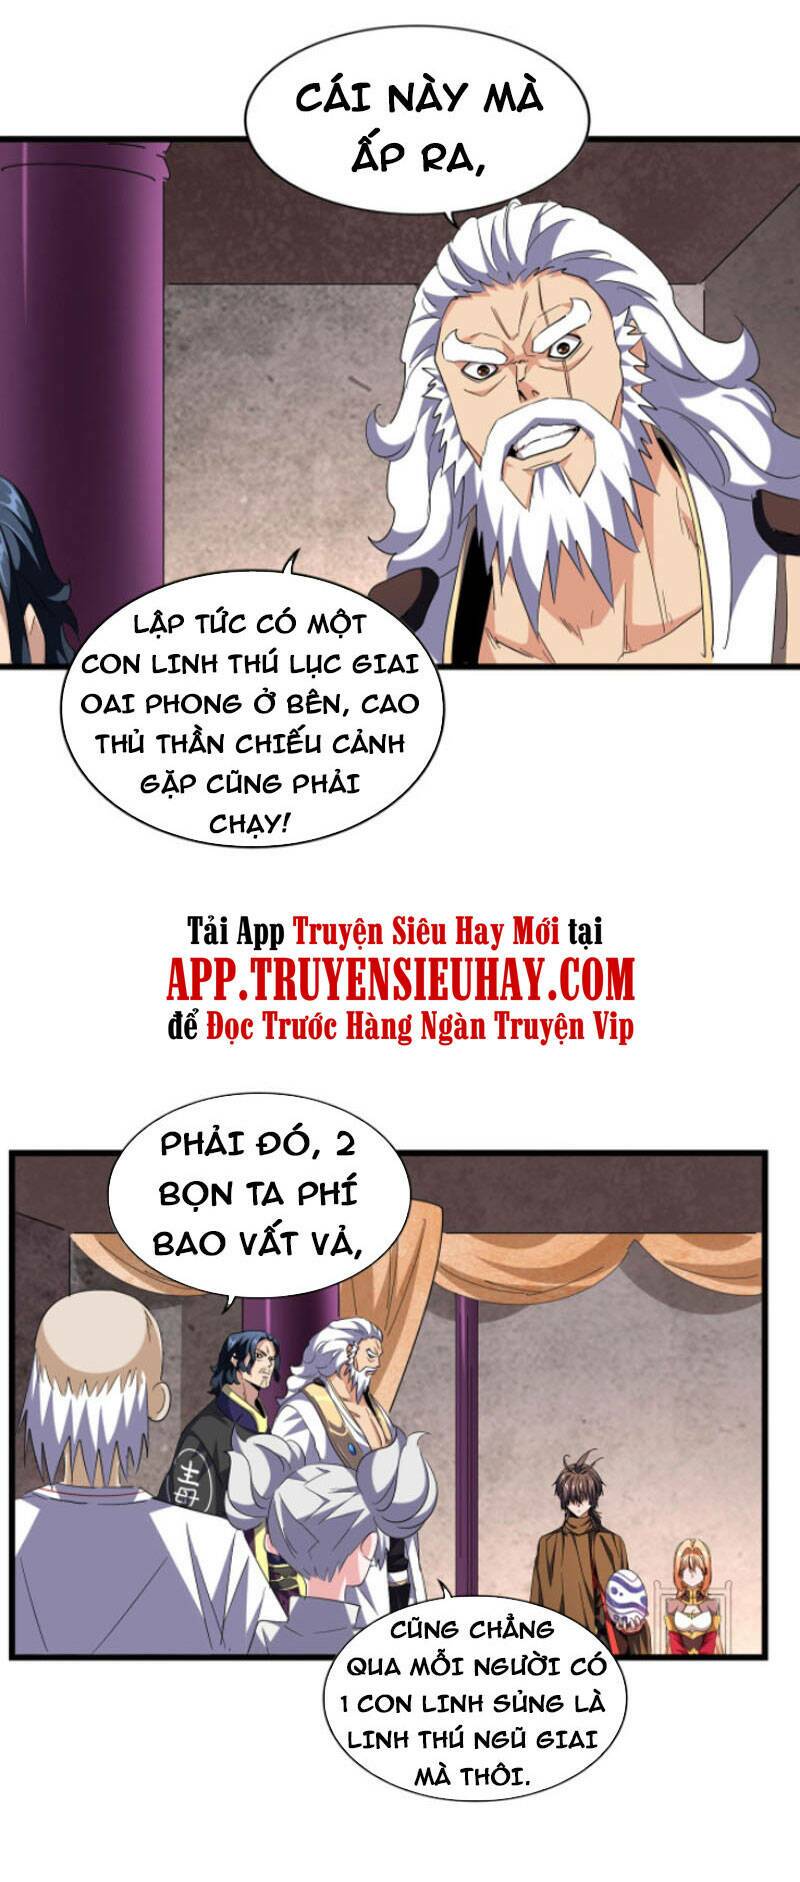 CÁI NÀY MÀ
ẤP RA,
LẬP TỨC CÓ MỘT
CON LINH THÚ LỤC GIAI
OAI PHONG Ở BÊN, CAO
THỦ THẦN CHIẾU CẢNH
GẶP CŨNG PHẢI
CHẠY!
Tải App Truyện Siêu Hay Mới tại
APP.TRUYENSIEUHAY.COM
để Đọc Trước Hàng Ngàn Truyện Vip
PHẢI ĐÓ, 2
BỌN TA PHÍ
BAO VẤT VẢ,
主母
CŨNG CHẲNG
QUA MỖI NGƯỜI CÓ
1 CON LINH SỦNG LÀ
LINH THÚ NGŨ GIAI
MÀ THÔI.